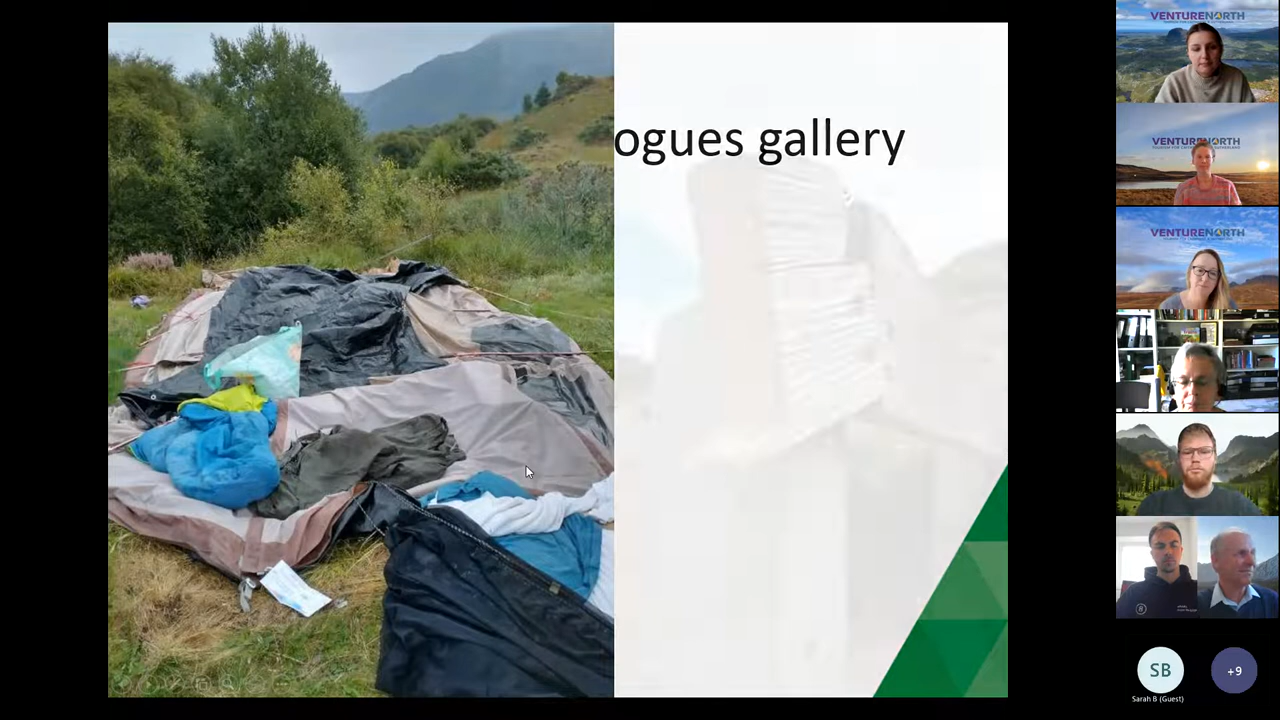 ogues gallery
VENTURENORTH
VENTURENORTH
VENTURENORTH
SB
Sarah B (Guest)
+9